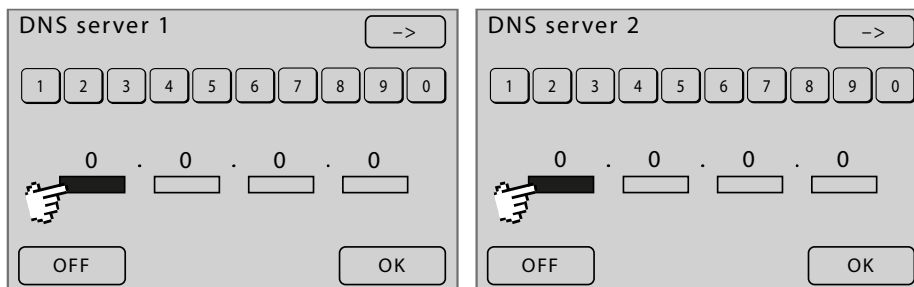 DNS server 1 –>
1 2 3 4 5 6 7 8 9 0
0 . 0 . 0 . 0
OFF OK
DNS server 2 –>
1 2 3 4 5 6 7 8 9 0
0 . 0 . 0 . 0
OFF OK